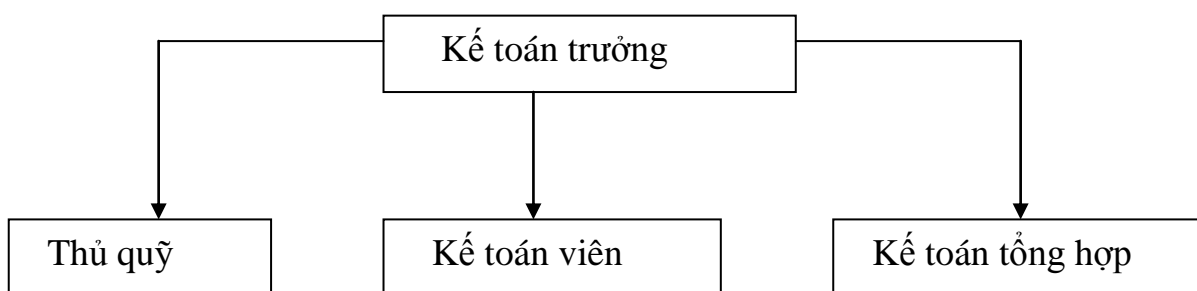 Kế toán trưởng
Thủ quỹ
Kế toán viên
Kế toán tổng hợp